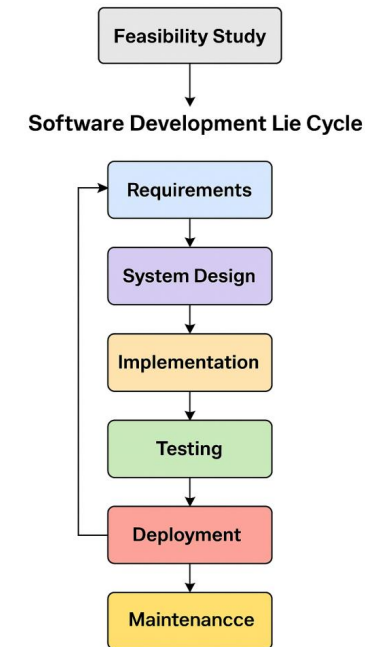 Feasibility Study
Software Development Lie Cycle
Requirements
System Design
Implementation
Testing
Deployment
Maintenancce